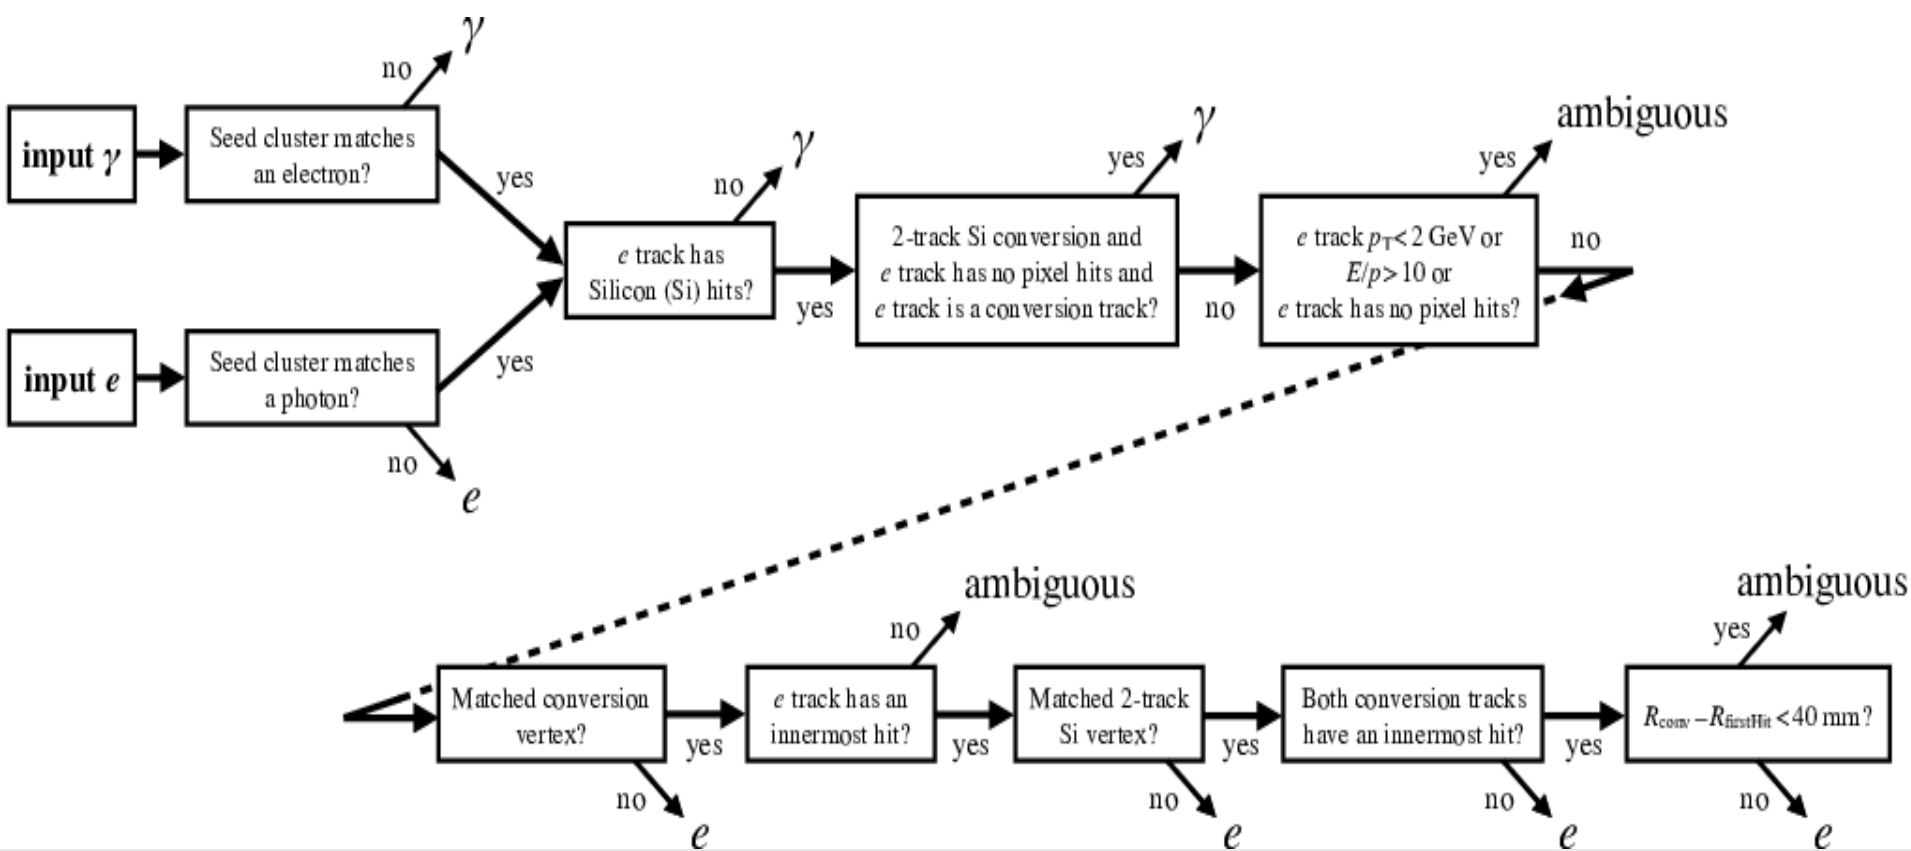 γ
no
input γ
Seed cluster matches
an electron?
yes
input e
Seed cluster matches
a photon?
yes
no
e
e track has
Silicon (Si) hits?
no
γ
yes
2-track Si conversion and
e track has no pixel hits and
e track is a conversion track?
yes
γ
no
e track pT< 2 GeV or
E/p> 10 or
e track has no pixel hits?
yes
ambiguous
no
Matched conversion
vertex?
no
e
yes
e track has an
innermost hit?
no
ambiguous
yes
Matched 2-track
Si vertex?
no
e
yes
Both conversion tracks
have an innermost hit?
no
e
yes
Rconv – RfirstHit < 40 mm?
yes
ambiguous
no
e